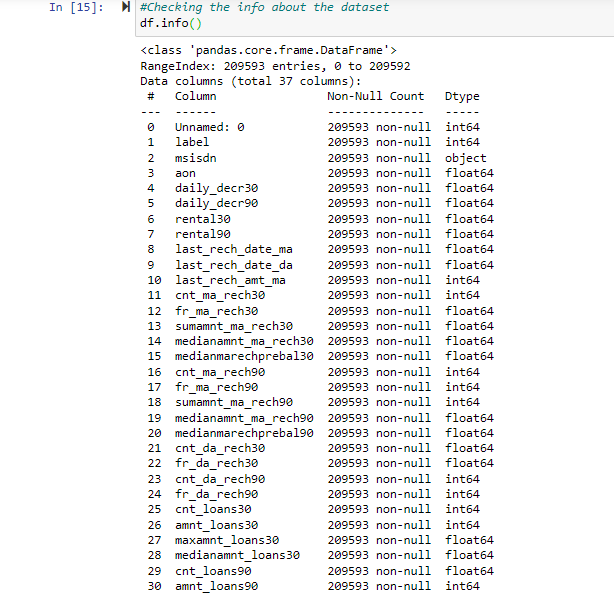 In [15]: #Checking the info about the dataset
df.info()
<class 'pandas.core.frame.DataFrame'>
RangeIndex: 209593 entries, 0 to 209592
Data columns (total 37 columns):
 #   Column                Non-Null Count   Dtype
---  ------                --------------   -----
 0   Unnamed: 0            209593 non-null  int64
 1   label                 209593 non-null  int64
 2   msisdn                209593 non-null  object
 3   aon                   209593 non-null  float64
 4   daily_decr30          209593 non-null  float64
 5   daily_decr90          209593 non-null  float64
 6   rental30              209593 non-null  float64
 7   rental90              209593 non-null  float64
 8   last_rech_date_ma     209593 non-null  float64
 9   last_rech_date_da     209593 non-null  float64
 10  last_rech_amt_ma      209593 non-null  int64
 11  cnt_ma_rech30         209593 non-null  int64
 12  fr_ma_rech30          209593 non-null  float64
 13  sumamnt_ma_rech30     209593 non-null  float64
 14  medianamnt_ma_rech30  209593 non-null  float64
 15  medianmarechprebal30  209593 non-null  float64
 16  cnt_ma_rech90         209593 non-null  int64
 17  fr_ma_rech90          209593 non-null  int64
 18  sumamnt_ma_rech90     209593 non-null  int64
 19  medianamnt_ma_rech90  209593 non-null  float64
 20  medianmarechprebal90  209593 non-null  float64
 21  cnt_da_rech30         209593 non-null  float64
 22  fr_da_rech30          209593 non-null  float64
 23  cnt_da_rech90         209593 non-null  int64
 24  fr_da_rech90          209593 non-null  int64
 25  cnt_loans30           209593 non-null  int64
 26  amnt_loans30          209593 non-null  int64
 27  maxamnt_loans30       209593 non-null  float64
 28  medianamnt_loans30    209593 non-null  float64
 29  cnt_loans90           209593 non-null  float64
 30  amnt_loans90          209593 non-null  int64